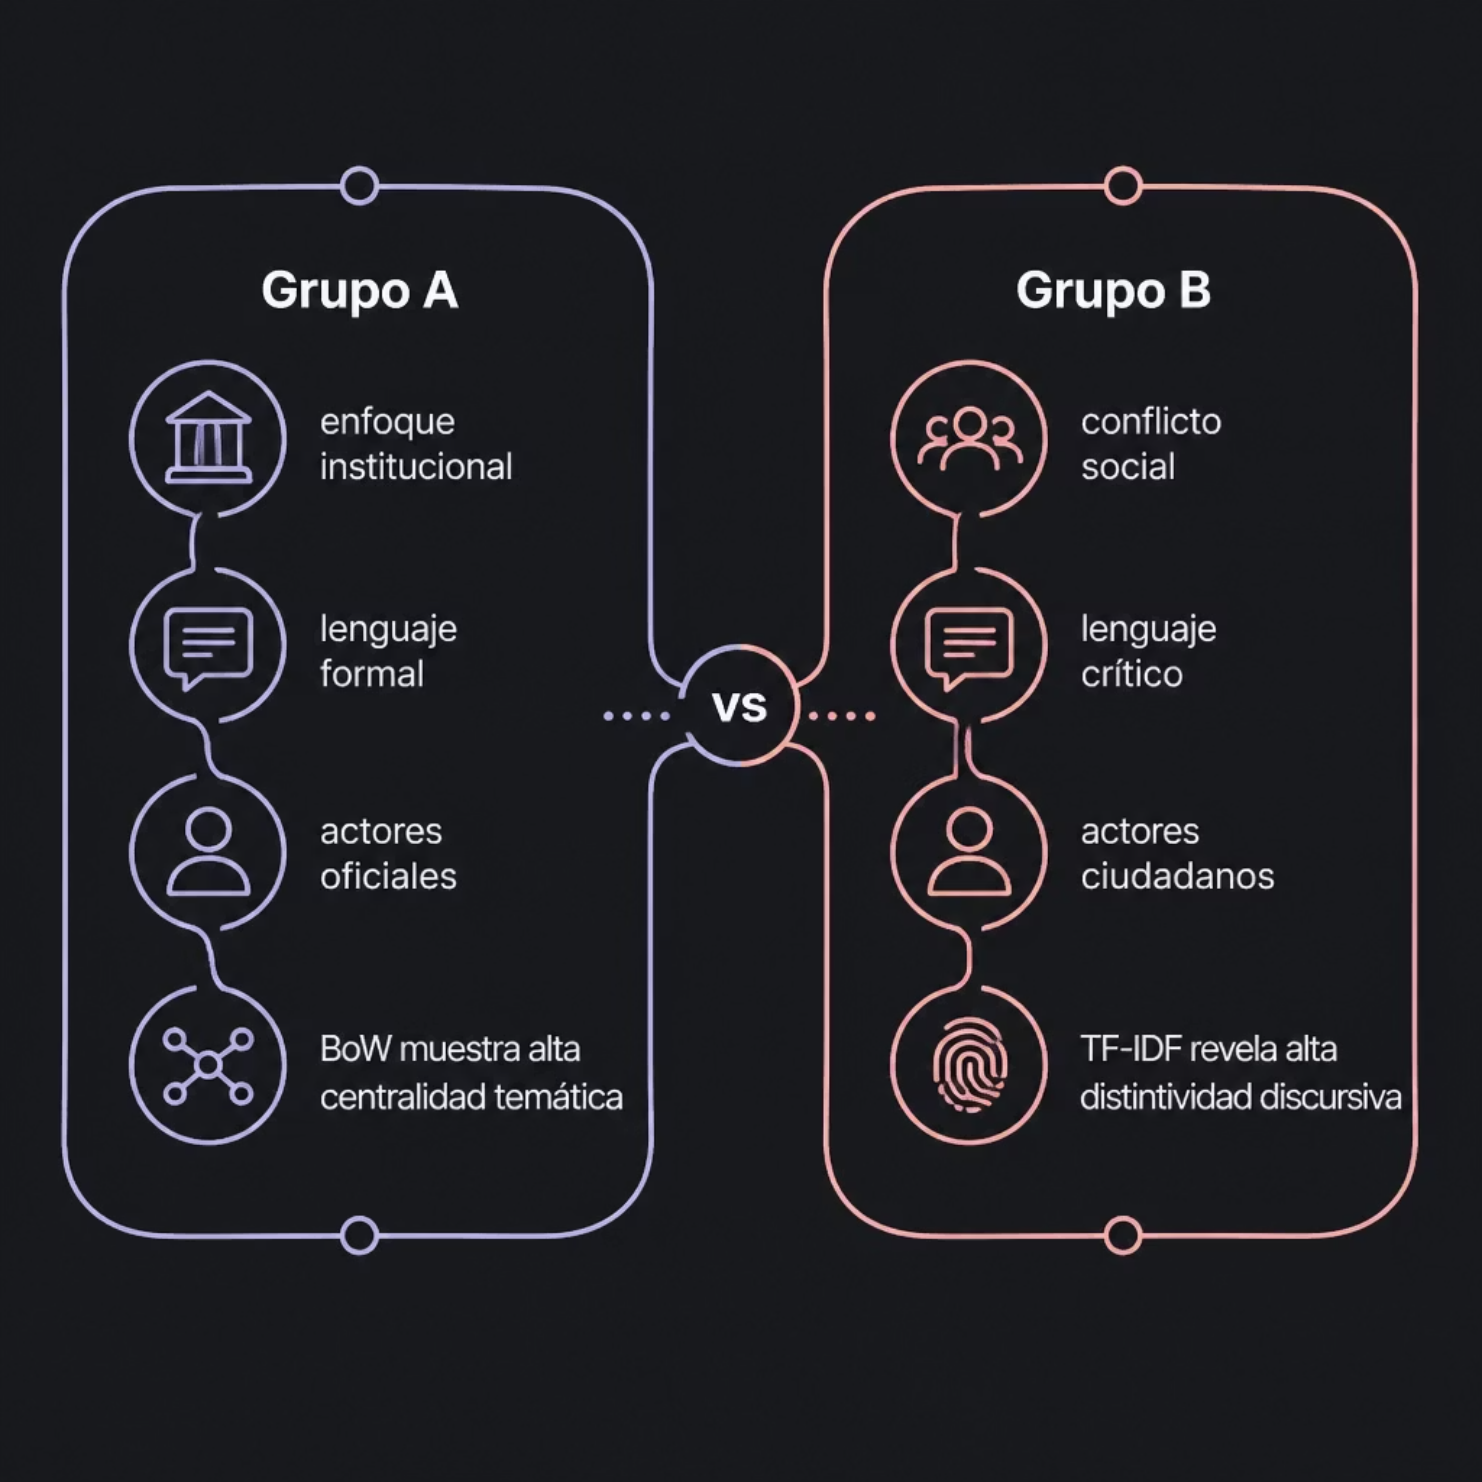 Grupo A
enfoque
institucional
lenguaje
formal
actores
oficiales
BoW muestra alta
centralidad temática
vs
Grupo B
conflicto
social
lenguaje
crítico
actores
ciudadanos
TF-IDF revela alta
distintividad discursiva